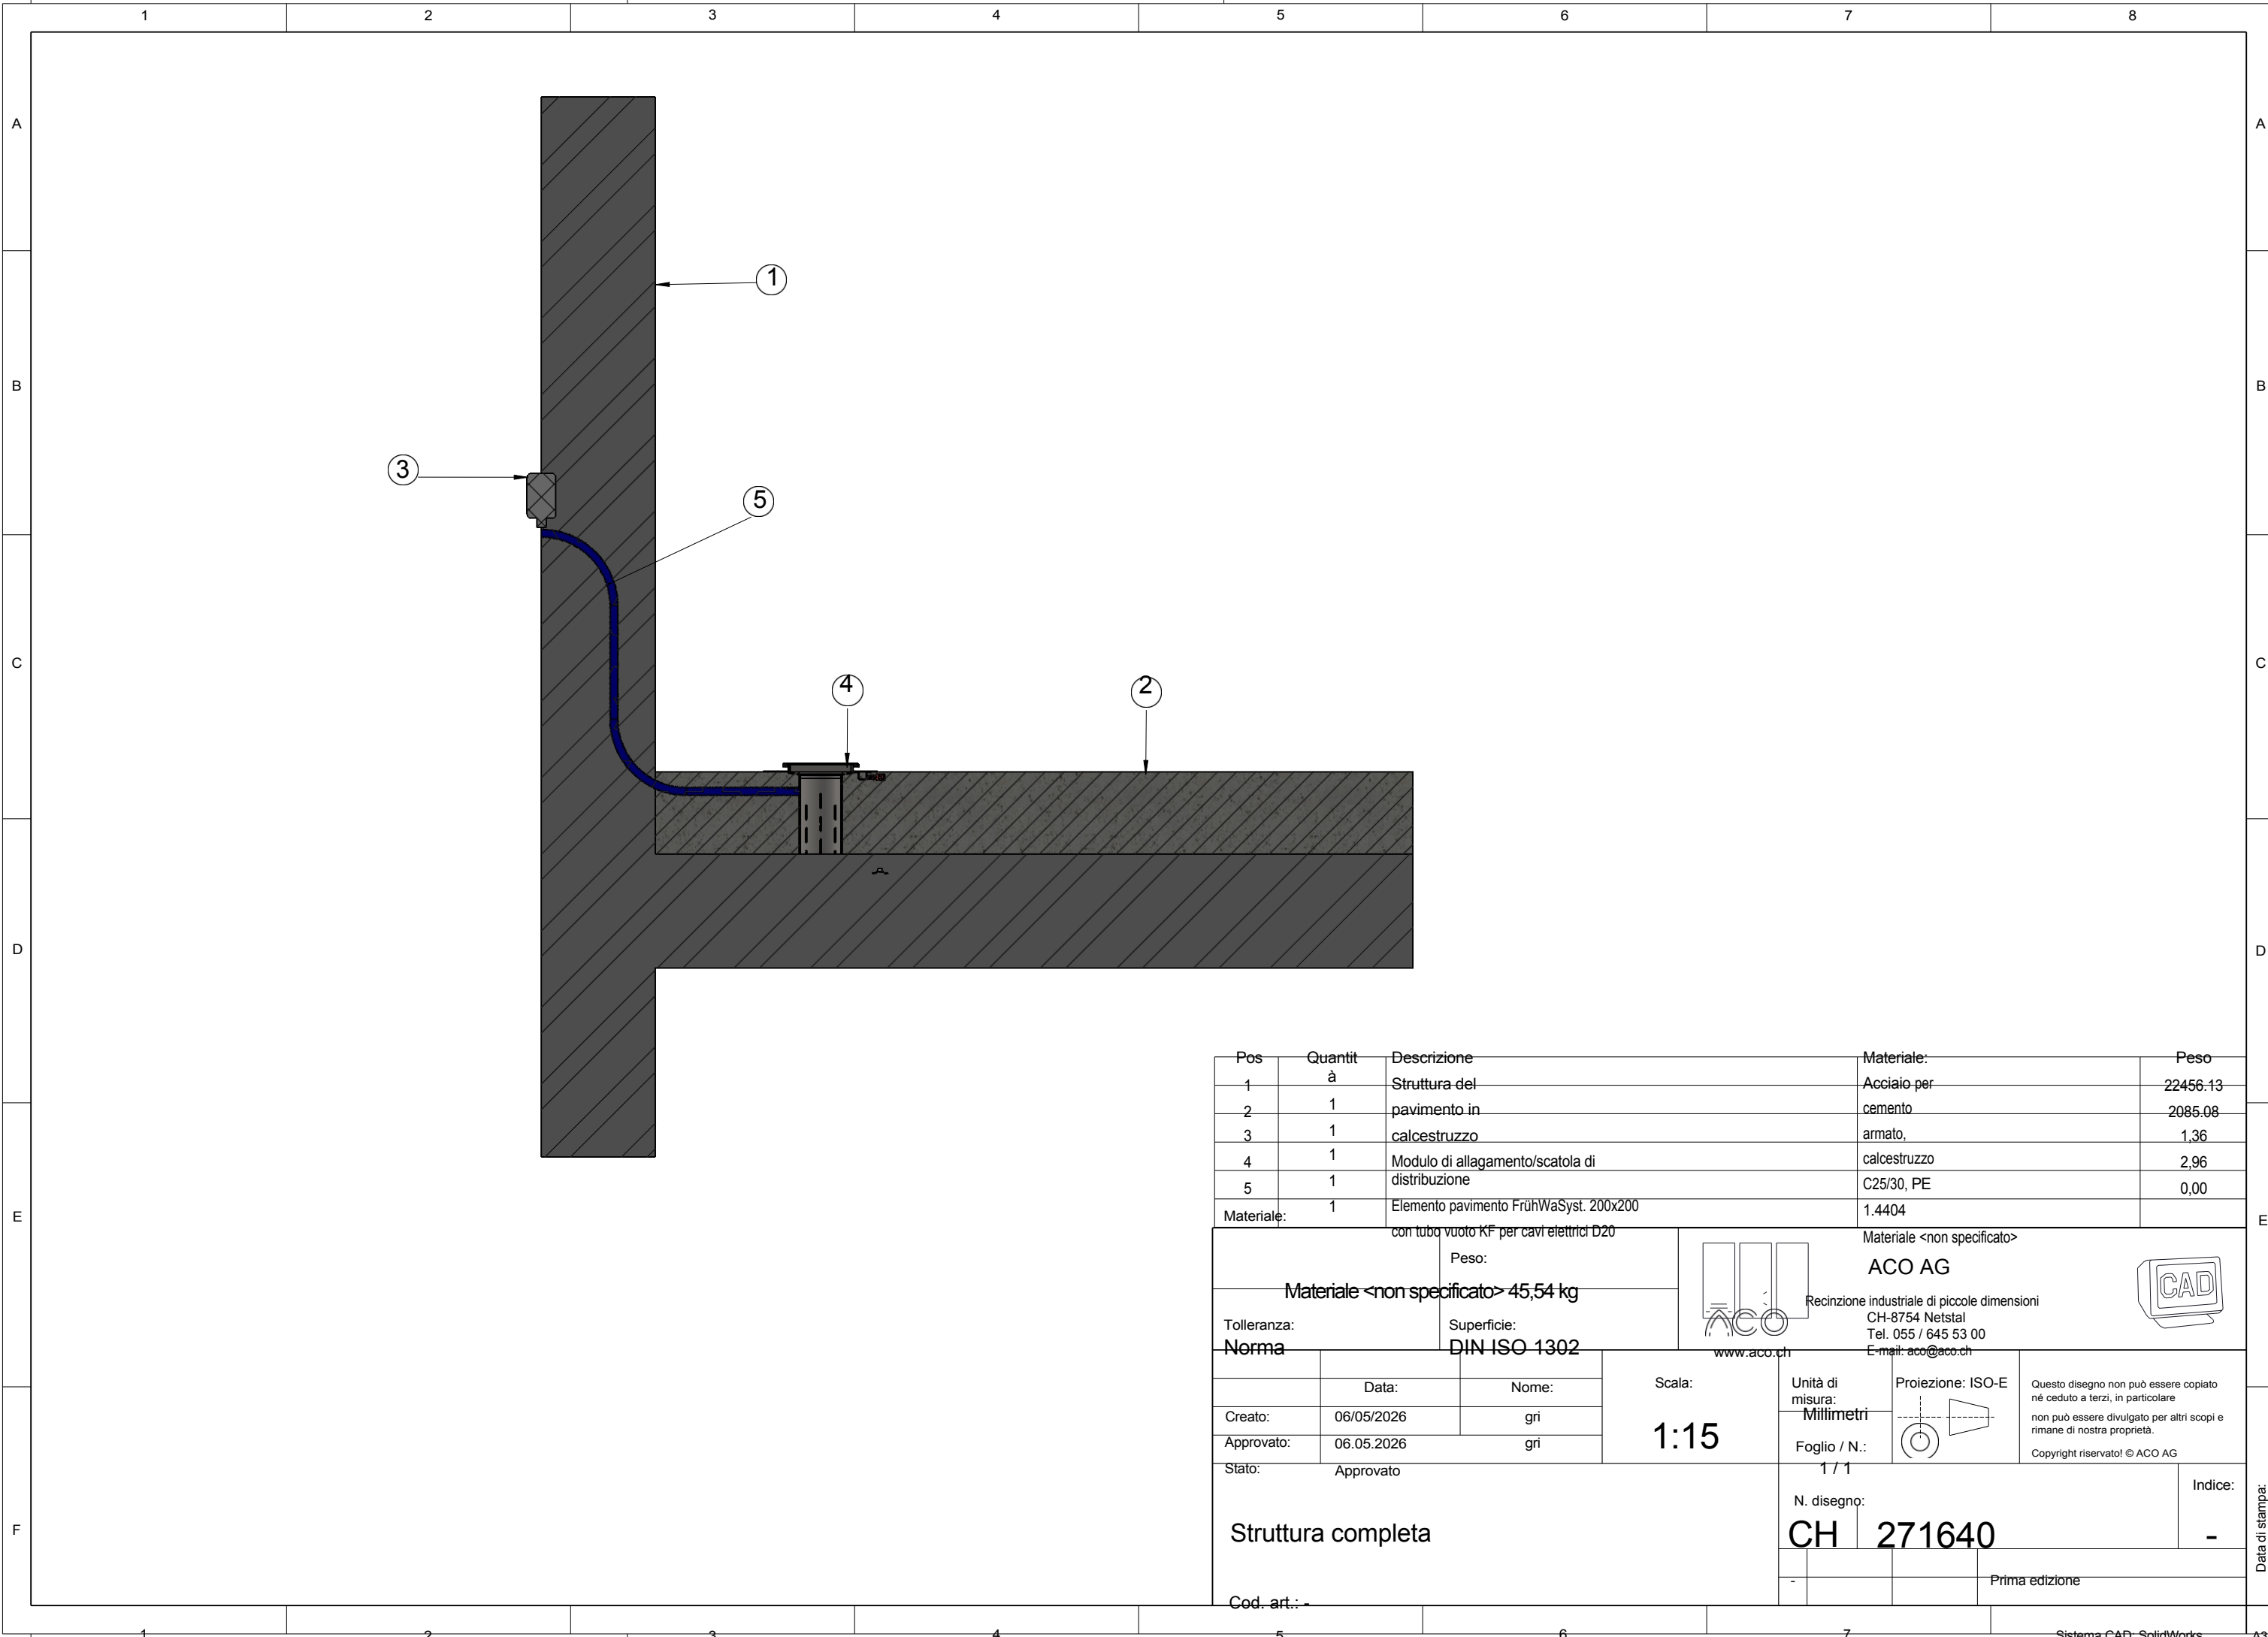 1 2 3 4 5 6 7 8
A A
1
B B
3
5
C C
4
2
D D
Pos Quantità Descrizione Materiale: Peso
1 Struttura del Acciaio per 22456.13
2 1 pavimento in cemento 2085.08
3 1 calcestruzzo armato, 1,36
4 1 Modulo di allagamento/scatola di calcestruzzo 2,96
distribuzione
5 1 C25/30, PE 0,00
1 Elemento pavimento FrühWaSyst. 200x200 1.4404
Materiale:
E E
con tubo vuoto KF per cavi elettrici D20 Materiale <non specificato>
Peso:
Materiale <non specificato> 45,54 kg
Tolleranza: Superficie:
Norma DIN ISO 1302
ACO
www.aco.ch
ACO AG
Recinzione industriale di piccole dimensioni
CH-8754 Netstal
Tel. 055 / 645 53 00
E-mail: aco@aco.ch
CAD
Data: Nome:
Creato: 06/05/2026 gri
Approvato: 06.05.2026 gri
Stato: Approvato
Scala:
1:15
Unità di
misura:
Millimetri
Foglio / N.:
1 / 1
Proiezione: ISO-E
Questo disegno non può essere copiato
né ceduto a terzi, in particolare
non può essere divulgato per altri scopi e
rimane di nostra proprietà.
Copyright riservato! © ACO AG
F
Struttura completa
Cod. art.: -
N. disegno:
CH 271640
Indice:
-
- Prima edizione
Data di stampa:
1 2 3 4 5 6 7
Sistema CAD: SolidWorks A3